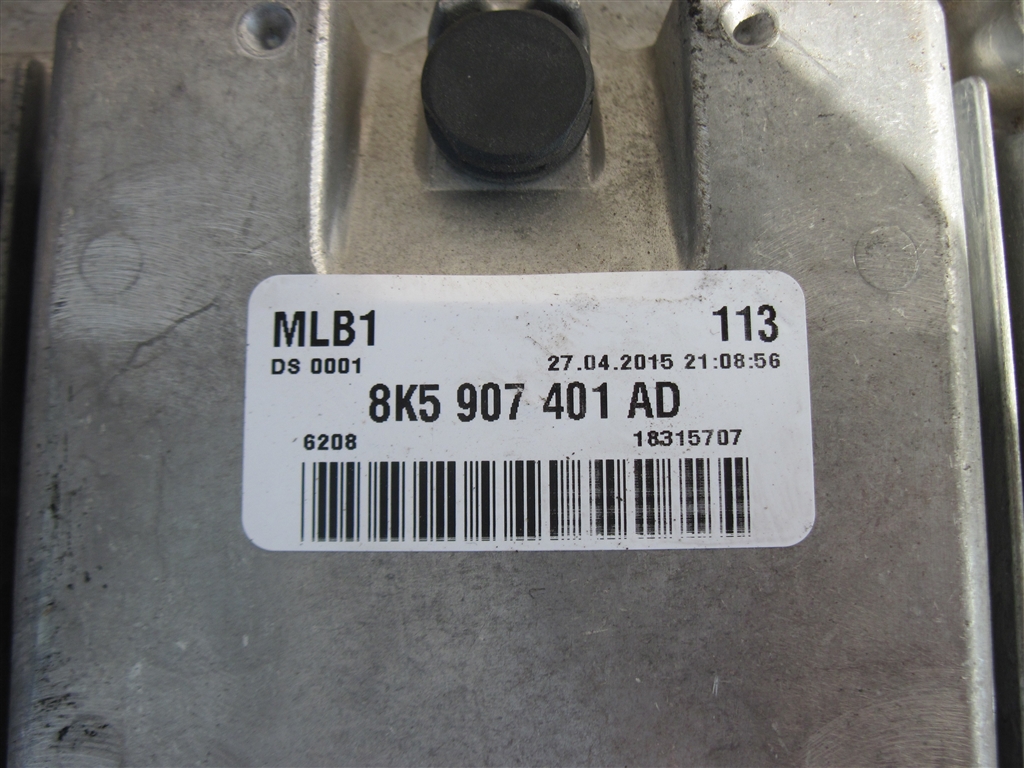 MLB1 113
DS 0001 27.04.2015 21:08:56
8K5 907 401 AD
6208 18315707